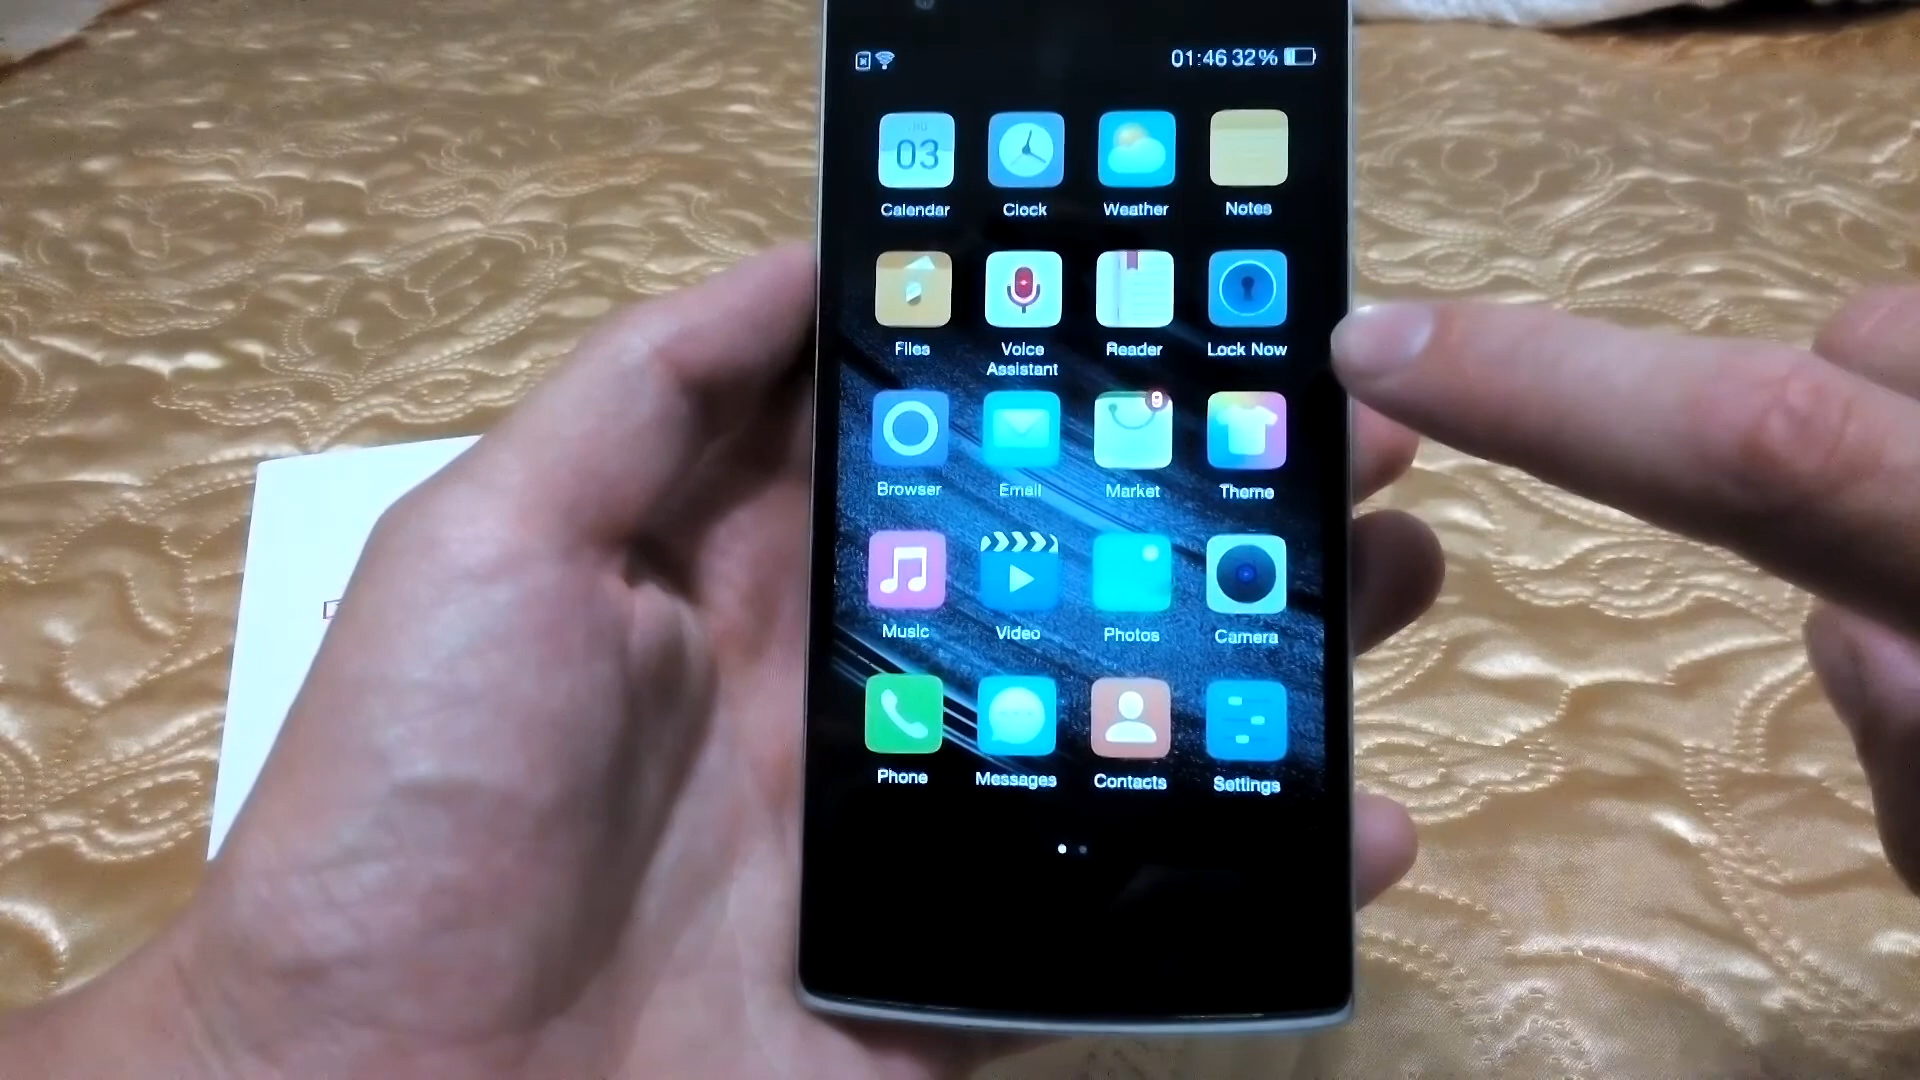 01:46 32%
03
Calendar Clock Weather Notes
Files Voice Assistant Reader Lock Now
Browser Email Market Theme
Music Video Photos Camera
Phone Messages Contacts Settings